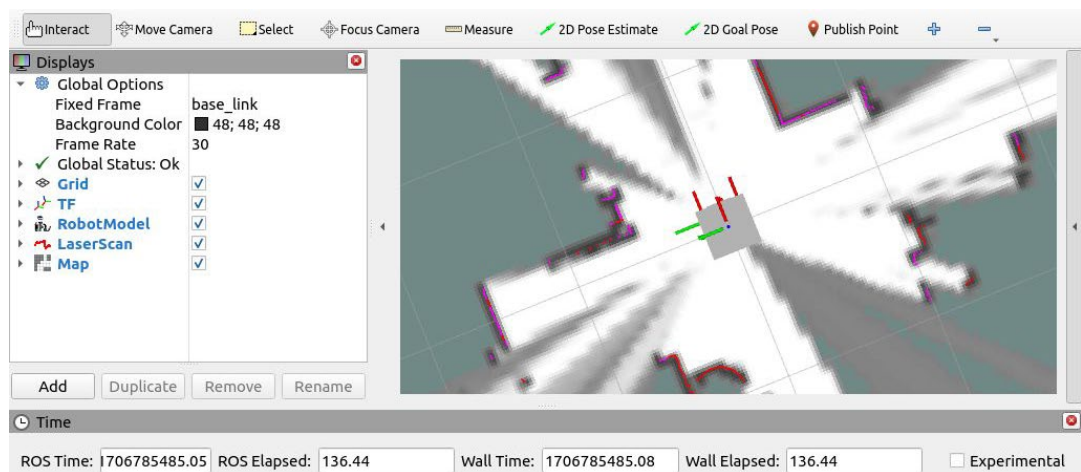 Interact Move Camera Select Focus Camera Measure 2D Pose Estimate 2D Goal Pose Publish Point
Displays
Global Options
Fixed Frame base_link
Background Color 48; 48; 48
Frame Rate 30
Global Status: Ok
Grid
TF
RobotModel
LaserScan
Map
Add Duplicate Remove Rename
Time
ROS Time: 1706785485.05 ROS Elapsed: 136.44 Wall Time: 1706785485.08 Wall Elapsed: 136.44 Experimental